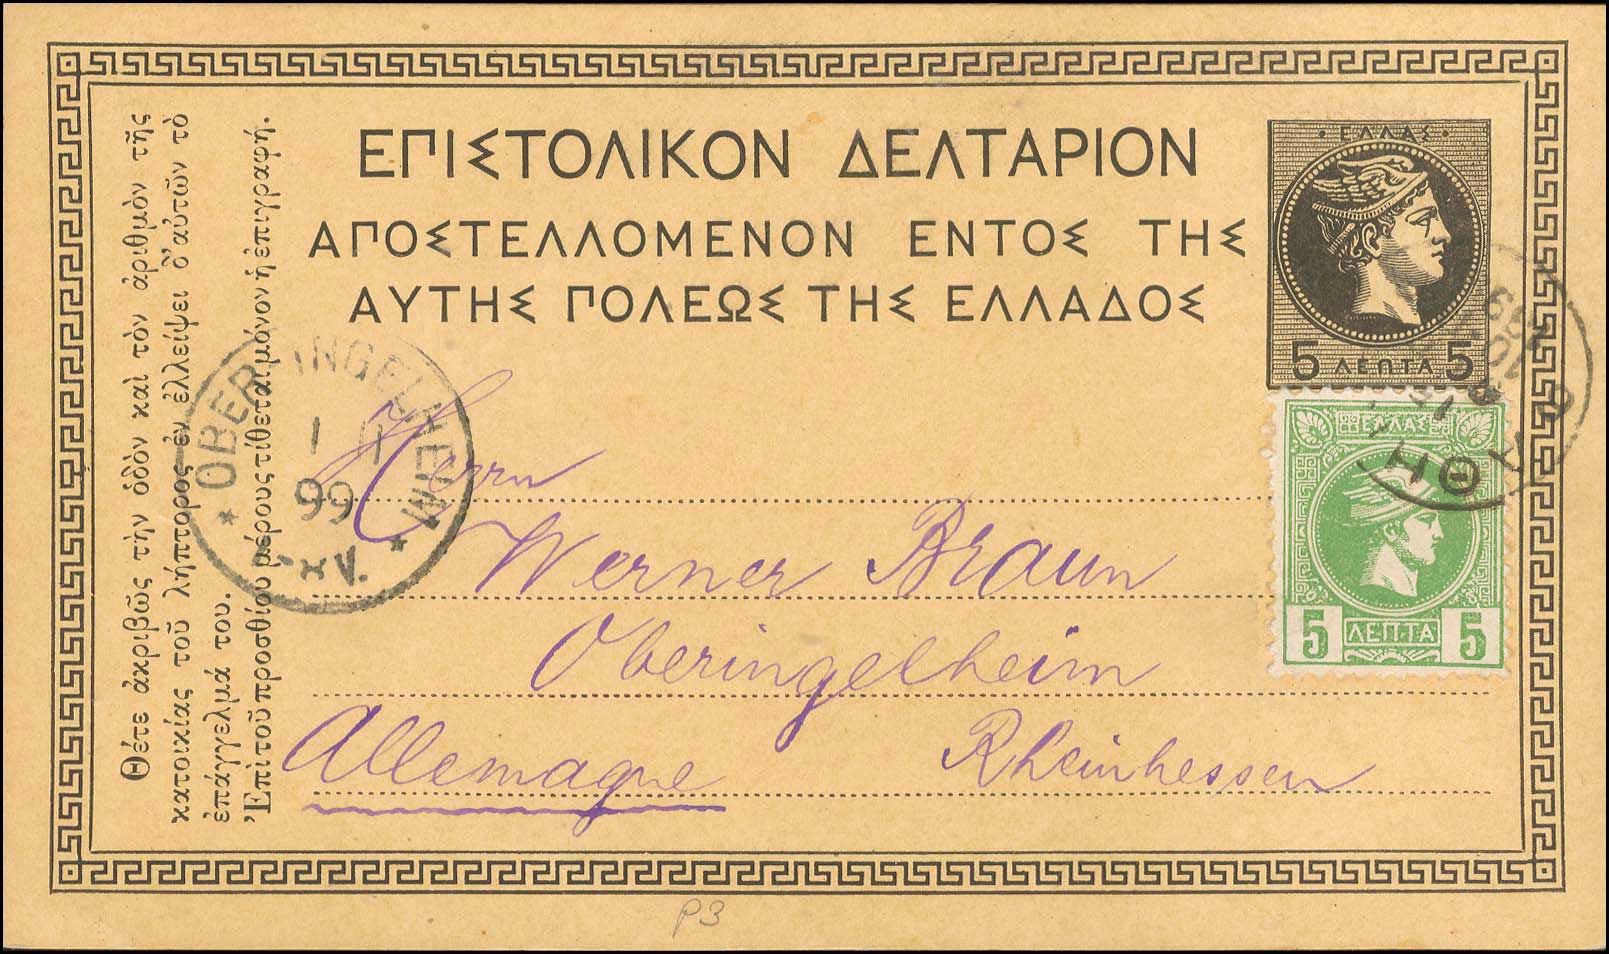 ΕΠΙΣΤΟΛΙΚΟΝ ΔΕΛΤΑΡΙΟΝ
ΑΠΟΣΤΕΛΛΟΜΕΝΟΝ ΕΝΤΟΣ ΤΗΣ
ΑΥΤΗΣ ΠΟΛΕΩΣ ΤΗΣ ΕΛΛΑΔΟΣ
Θέτε ἀκριβῶς τὴν ὁδὸν καὶ τὸν ἀριθμὸν τῆς
κατοικίας τοῦ λήπτορος ἐν ἐλλείψει δ' αὐτῶν τὸ
ἐπάγγελμά του.
Ἐπὶ τοῦ προσθίου μέρους τίθεται μόνον ἡ ἐπιγραφή.
· ΕΛΛΑΣ ·
5 ΛΕΠΤΑ 5
ΕΛΛΑΣ
5 ΛΕΠΤΑ 5
OBER-INGELHEIM
99
Herrn
Werner Braun
Oberingelheim
Allemagne Rheinhessen
P3